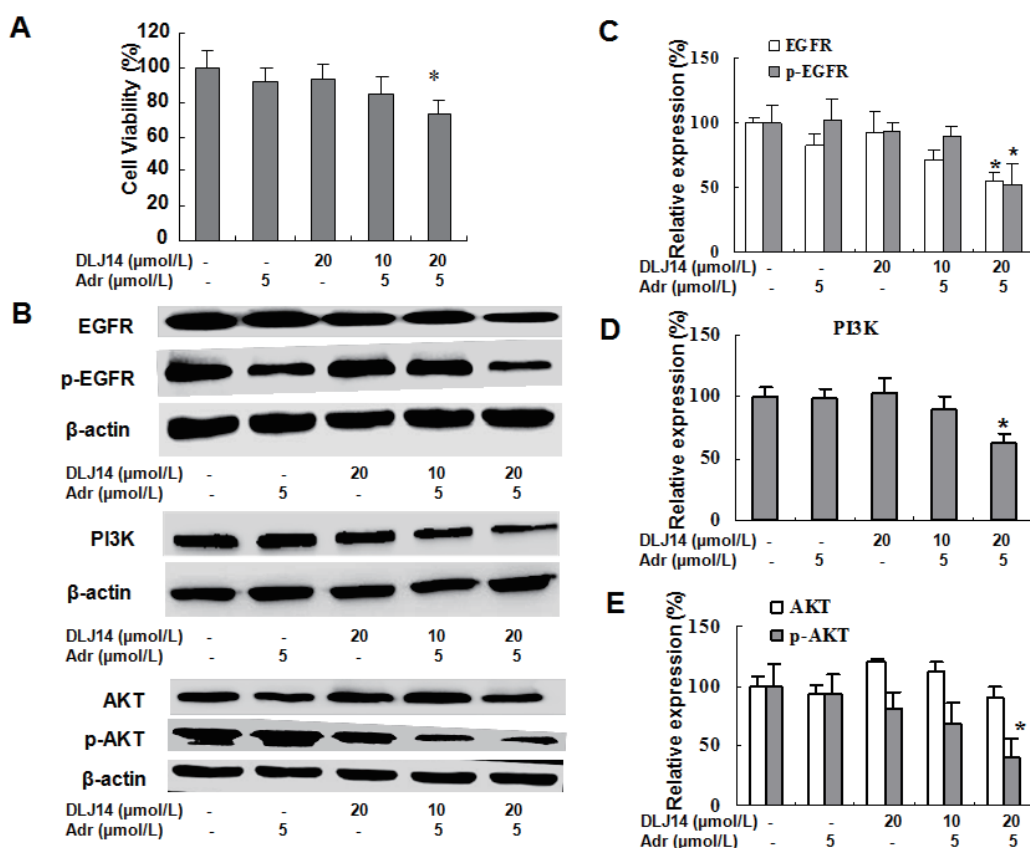 A
Cell Viability (%)
120
100
80
60
40
20
0
*
DLJ14 (μmol/L) - - 20 10 20
Adr (μmol/L) - 5 - 5 5
B
EGFR
p-EGFR
β-actin
DLJ14 (μmol/L) - - 20 10 20
Adr (μmol/L) - 5 - 5 5
PI3K
β-actin
DLJ14 (μmol/L) - - 20 10 20
Adr (μmol/L) - 5 - 5 5
AKT
p-AKT
β-actin
DLJ14 (μmol/L) - - 20 10 20
Adr (μmol/L) - 5 - 5 5
C
Relative expression (%)
150
100
50
0
EGFR
p-EGFR
* *
DLJ14 (μmol/L) - - 20 10 20
Adr (μmol/L) - 5 - 5 5
D
PI3K
Relative expression (%)
150
100
50
0
*
DLJ14 (μmol/L) - - 20 10 20
Adr (μmol/L) - 5 - 5 5
E
Relative expression (%)
150
100
50
0
AKT
p-AKT
*
DLJ14 (μmol/L) - - 20 10 20
Adr (μmol/L) - 5 - 5 5